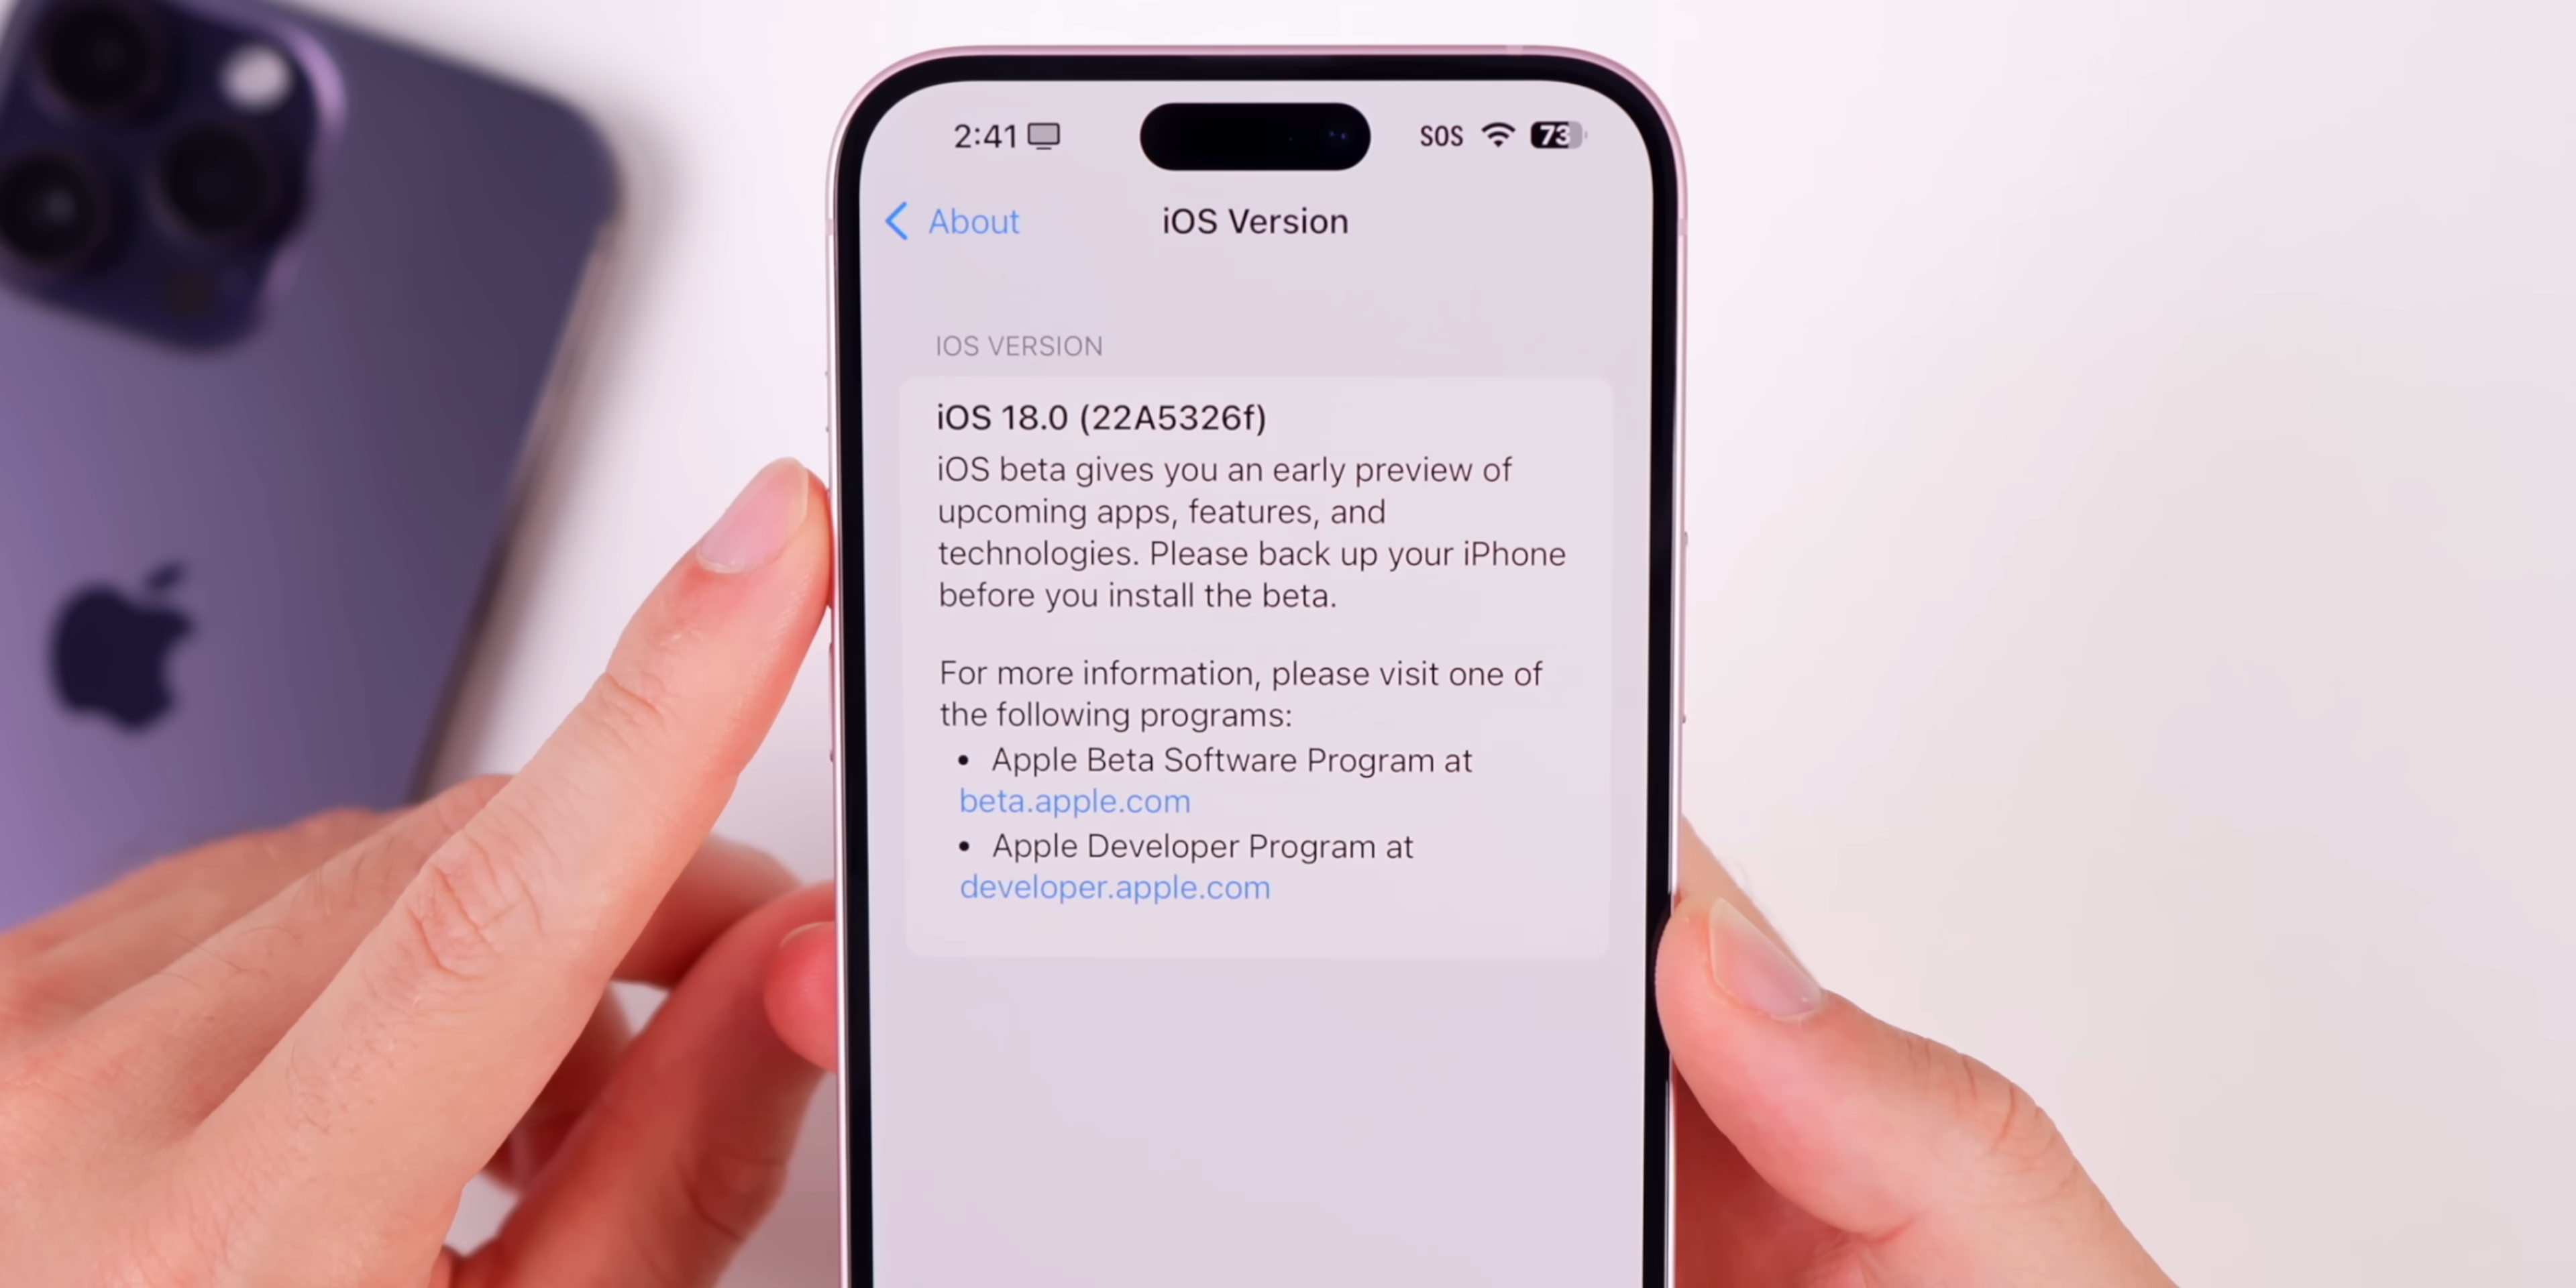 2:41 SOS 73
About iOS Version
IOS VERSION
iOS 18.0 (22A5326f)
iOS beta gives you an early preview of
upcoming apps, features, and
technologies. Please back up your iPhone
before you install the beta.
For more information, please visit one of
the following programs:
• Apple Beta Software Program at
beta.apple.com
• Apple Developer Program at
developer.apple.com